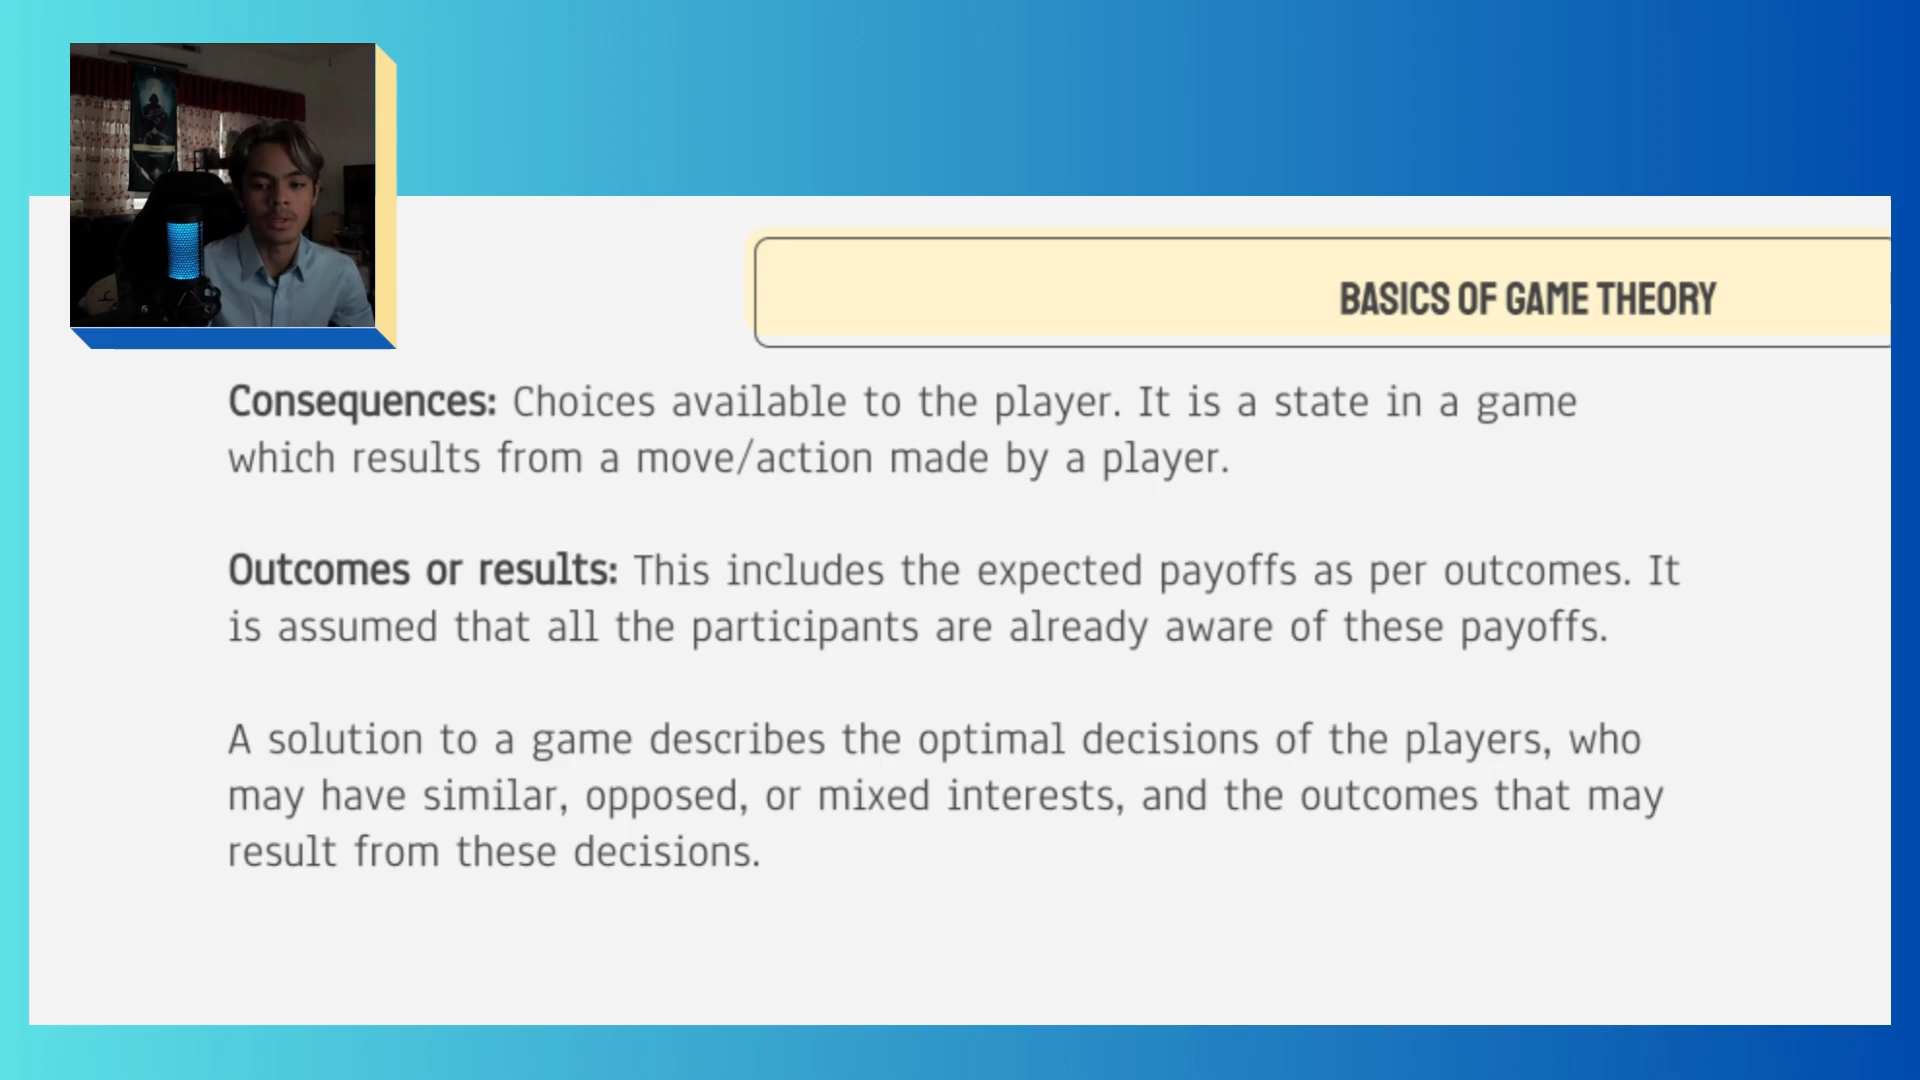 BASICS OF GAME THEORY
Consequences: Choices available to the player. It is a state in a game
which results from a move/action made by a player.
Outcomes or results: This includes the expected payoffs as per outcomes. It
is assumed that all the participants are already aware of these payoffs.
A solution to a game describes the optimal decisions of the players, who
may have similar, opposed, or mixed interests, and the outcomes that may
result from these decisions.